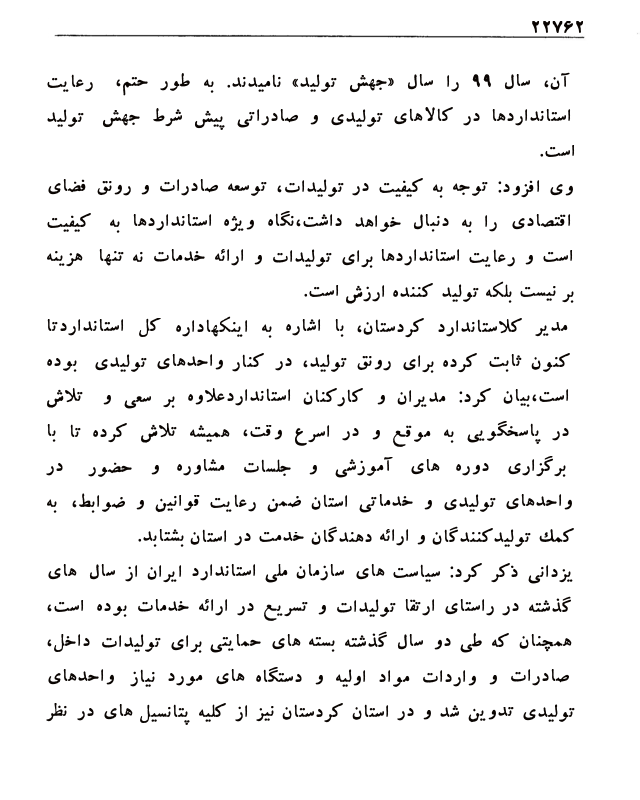 ۲۲۷۶۲
آن، سال ۹۹ را سال «جهش تولید» نامیدند. به طور حتم، رعایت
استانداردها در کالاهای تولیدی و صادراتی پیش شرط جهش تولید
است.
وی افزود: توجه به کیفیت در تولیدات، توسعه صادرات و رونق فضای
اقتصادی را به دنبال خواهد داشت،نگاه ویژه استانداردها به کیفیت
است و رعایت استانداردها برای تولیدات و ارائه خدمات نه تنها هزینه
بر نیست بلکه تولید کننده ارزش است.
مدیر کلاستاندارد کردستان، با اشاره به اینکهاداره کل استانداردتا
کنون ثابت کرده برای رونق تولید، در کنار واحدهای تولیدی بوده
است،بیان کرد: مدیران و کارکنان استانداردعلاوه بر سعی و تلاش
در پاسخگویی به موقع و در اسرع وقت، همیشه تلاش کرده تا با
برگزاری دوره های آموزشی و جلسات مشاوره و حضور در
واحدهای تولیدی و خدماتی استان ضمن رعایت قوانین و ضوابط، به
کمك تولیدکنندگان و ارائه دهندگان خدمت در استان بشتابد.
یزدانی ذکر کرد: سیاست های سازمان ملی استاندارد ایران از سال های
گذشته در راستای ارتقا تولیدات و تسریع در ارائه خدمات بوده است،
همچنان که طی دو سال گذشته بسته های حمایتی برای تولیدات داخل،
صادرات و واردات مواد اولیه و دستگاه های مورد نیاز واحدهای
تولیدی تدوین شد و در استان کردستان نیز از کلیه پتانسیل های در نظر